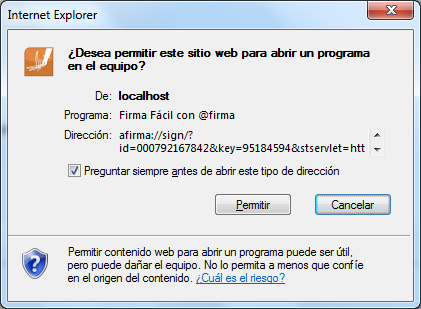 Internet Explorer
¿Desea permitir este sitio web para abrir un programa
en el equipo?
De: localhost
Programa: Firma Fácil con @firma
Dirección: afirma://sign/?
id=000792167842&key=95184594&stservlet=htt
Preguntar siempre antes de abrir este tipo de dirección
Permitir Cancelar
Permitir contenido web para abrir un programa puede ser útil,
pero puede dañar el equipo. No lo permita a menos que confíe
en el origen del contenido. ¿Cuál es el riesgo?